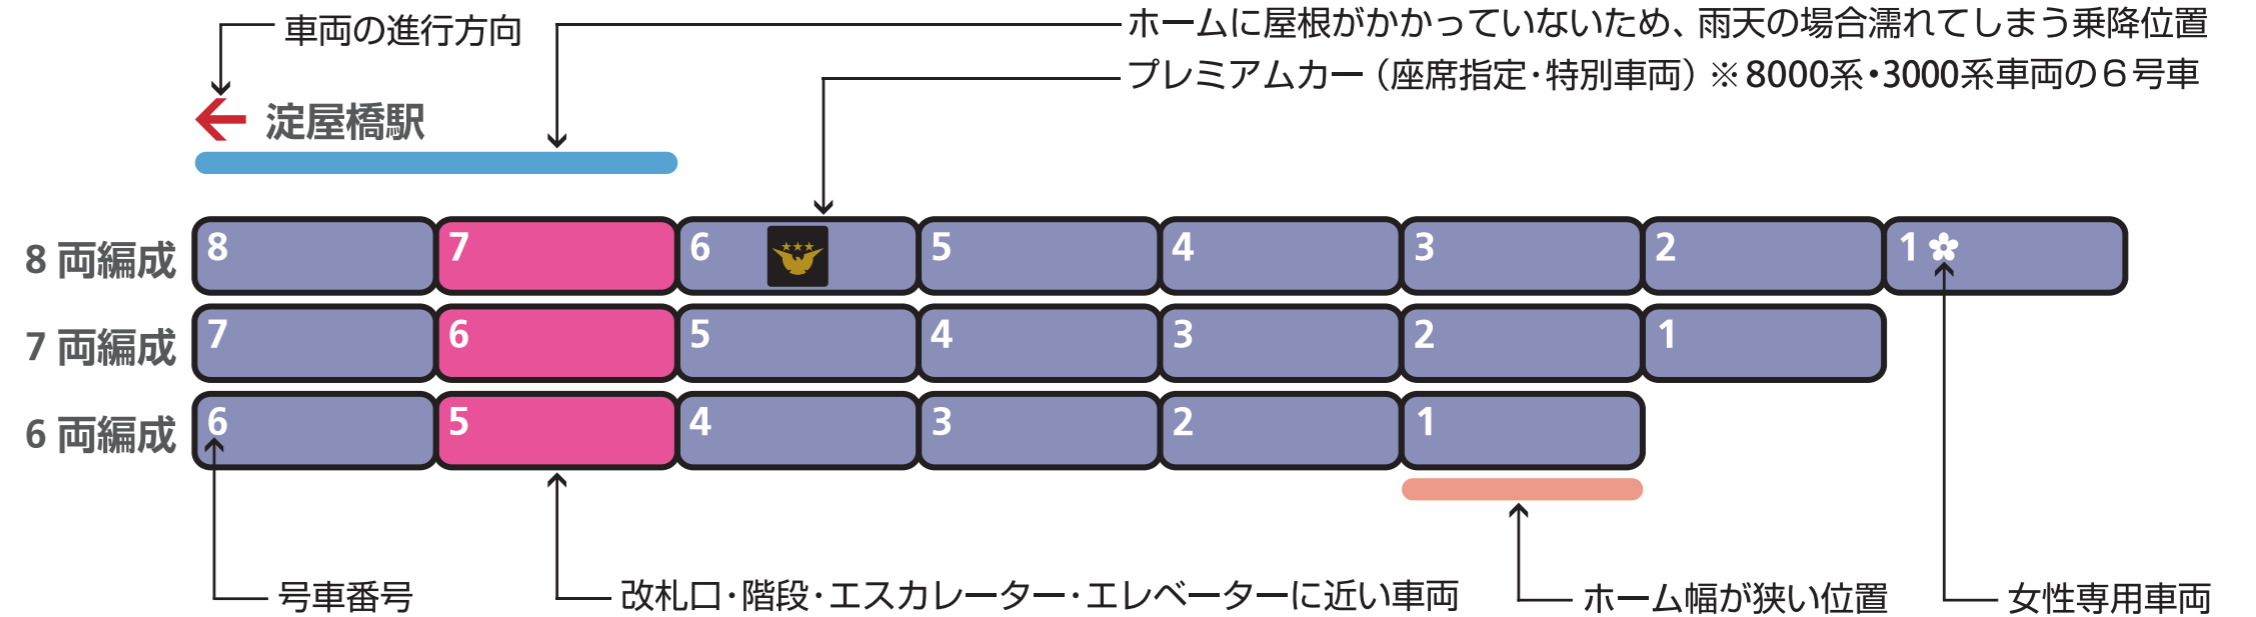 車両の進行方向
ホームに屋根がかかっていないため、雨天の場合濡れてしまう乗降位置
プレミアムカー（座席指定･特別車両）※8000系･3000系車両の６号車
淀屋橋駅
8 両編成 8 7 6 5 4 3 2 1
7 両編成 7 6 5 4 3 2 1
6 両編成 6 5 4 3 2 1
号車番号
改札口･階段･エスカレーター･エレベーターに近い車両
ホーム幅が狭い位置
女性専用車両